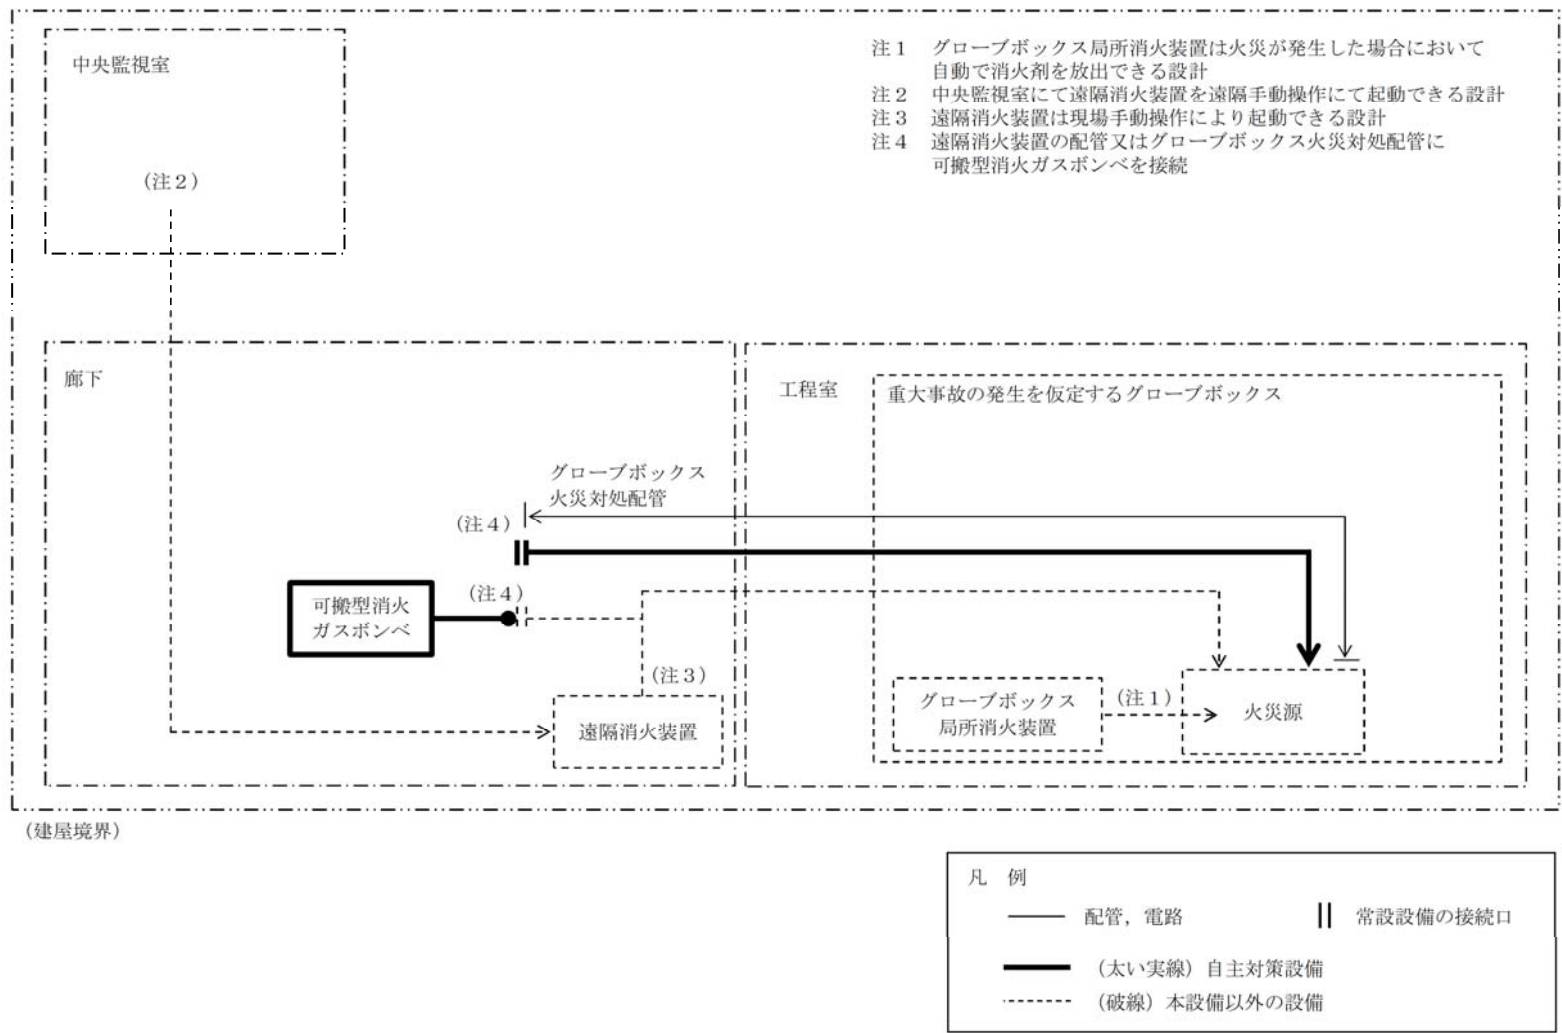 中央監視室
(注2)
注1 グローブボックス局所消火装置は火災が発生した場合において
自動で消火剤を放出できる設計
注2 中央監視室にて遠隔消火装置を遠隔手動操作にて起動できる設計
注3 遠隔消火装置は現場手動操作により起動できる設計
注4 遠隔消火装置の配管又はグローブボックス火災対処配管に
可搬型消火ガスボンベを接続
廊下
工程室
重大事故の発生を仮定するグローブボックス
グローブボックス
火災対処配管
(注4)
(注4)
可搬型消火
ガスボンベ
(注3)
遠隔消火装置
グローブボックス
局所消火装置
(注1)
火災源
(建屋境界)
凡 例
配管,電路
常設設備の接続口
(太い実線)自主対策設備
(破線)本設備以外の設備